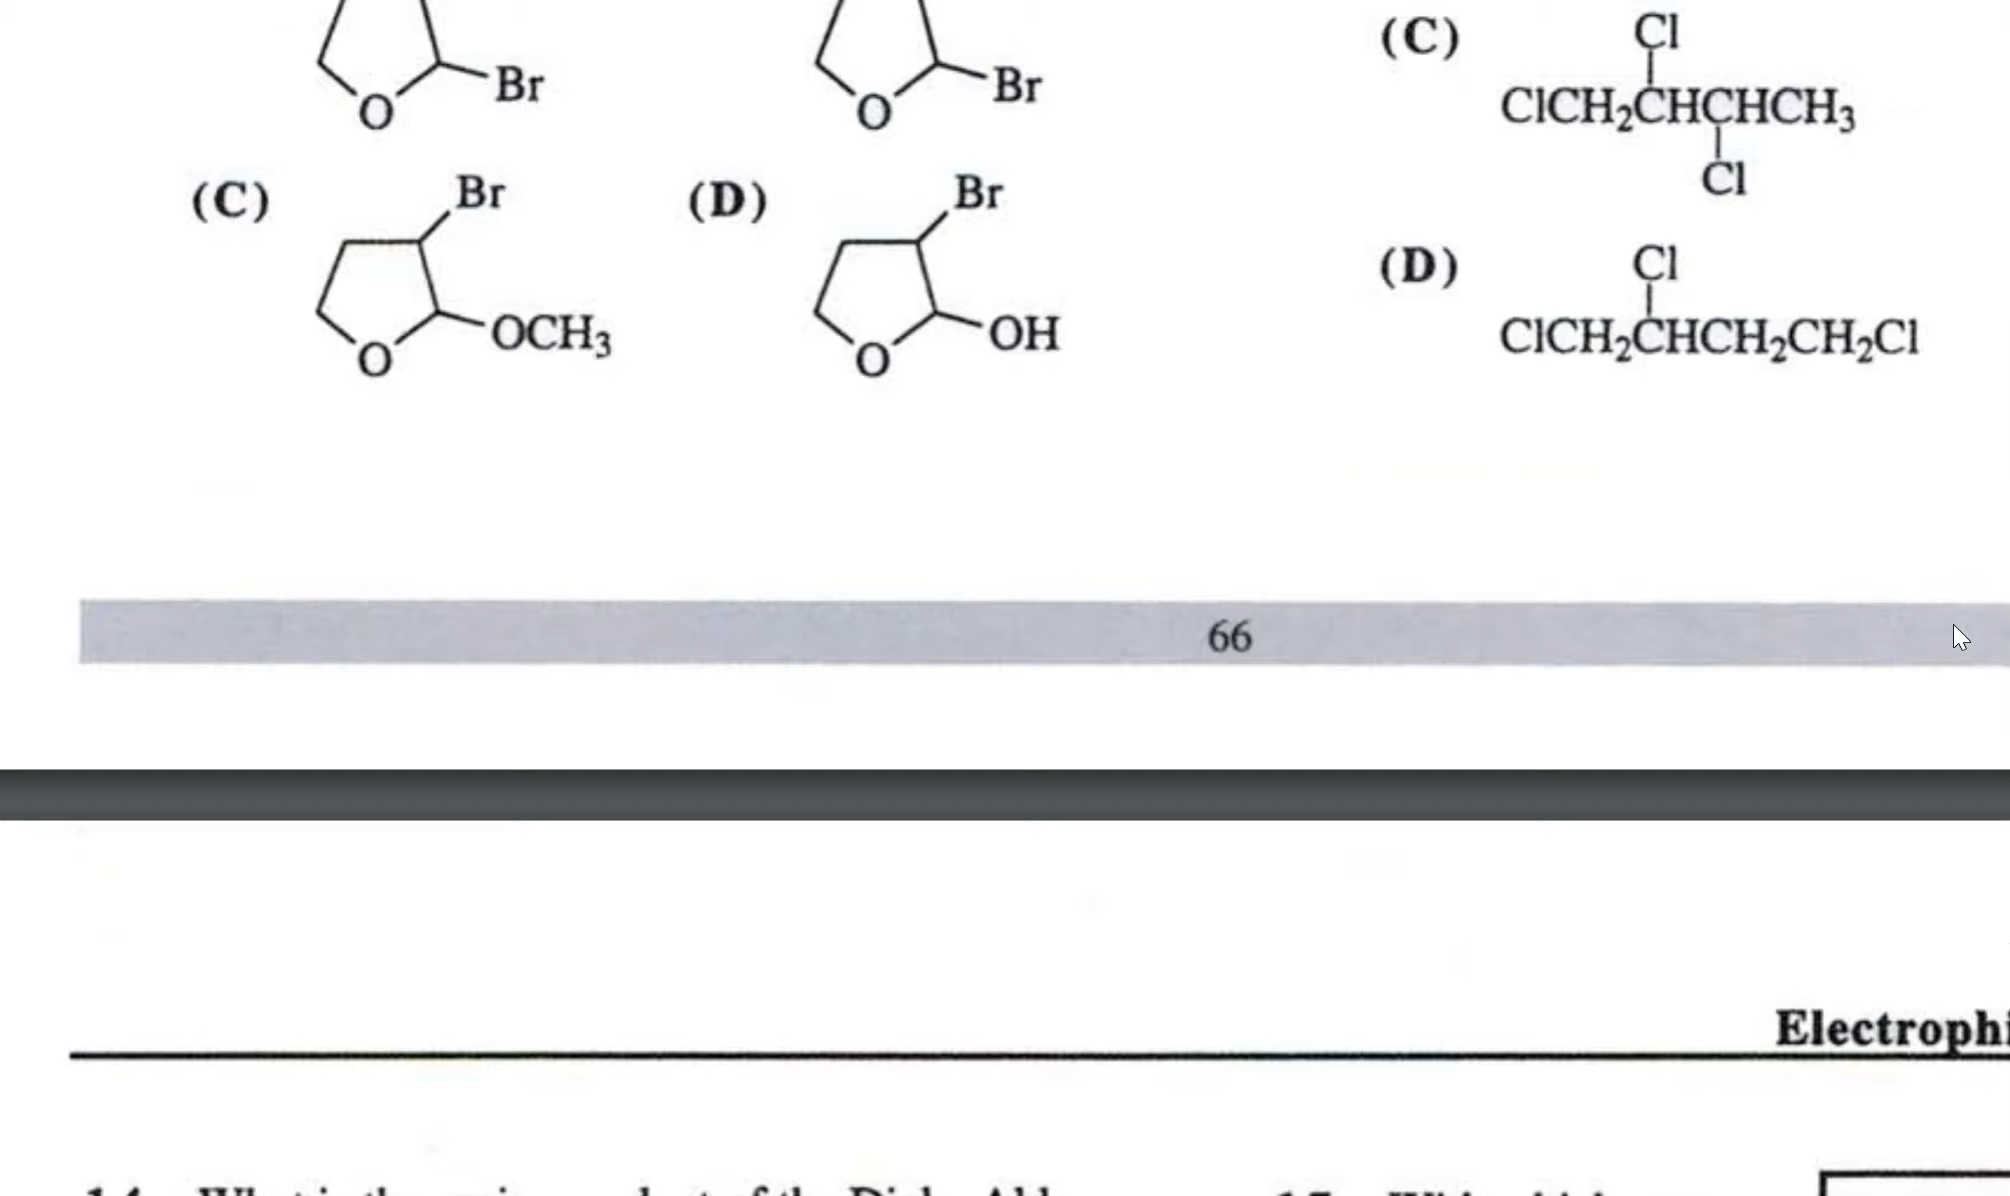 Br
O
Br
O
(C)
Br
OCH₃
O
(D)
Br
OH
O
(C)
Cl
ClCH₂CHCHCH₃
Cl
(D)
Cl
ClCH₂CHCH₂CH₂Cl
66
Electrophi